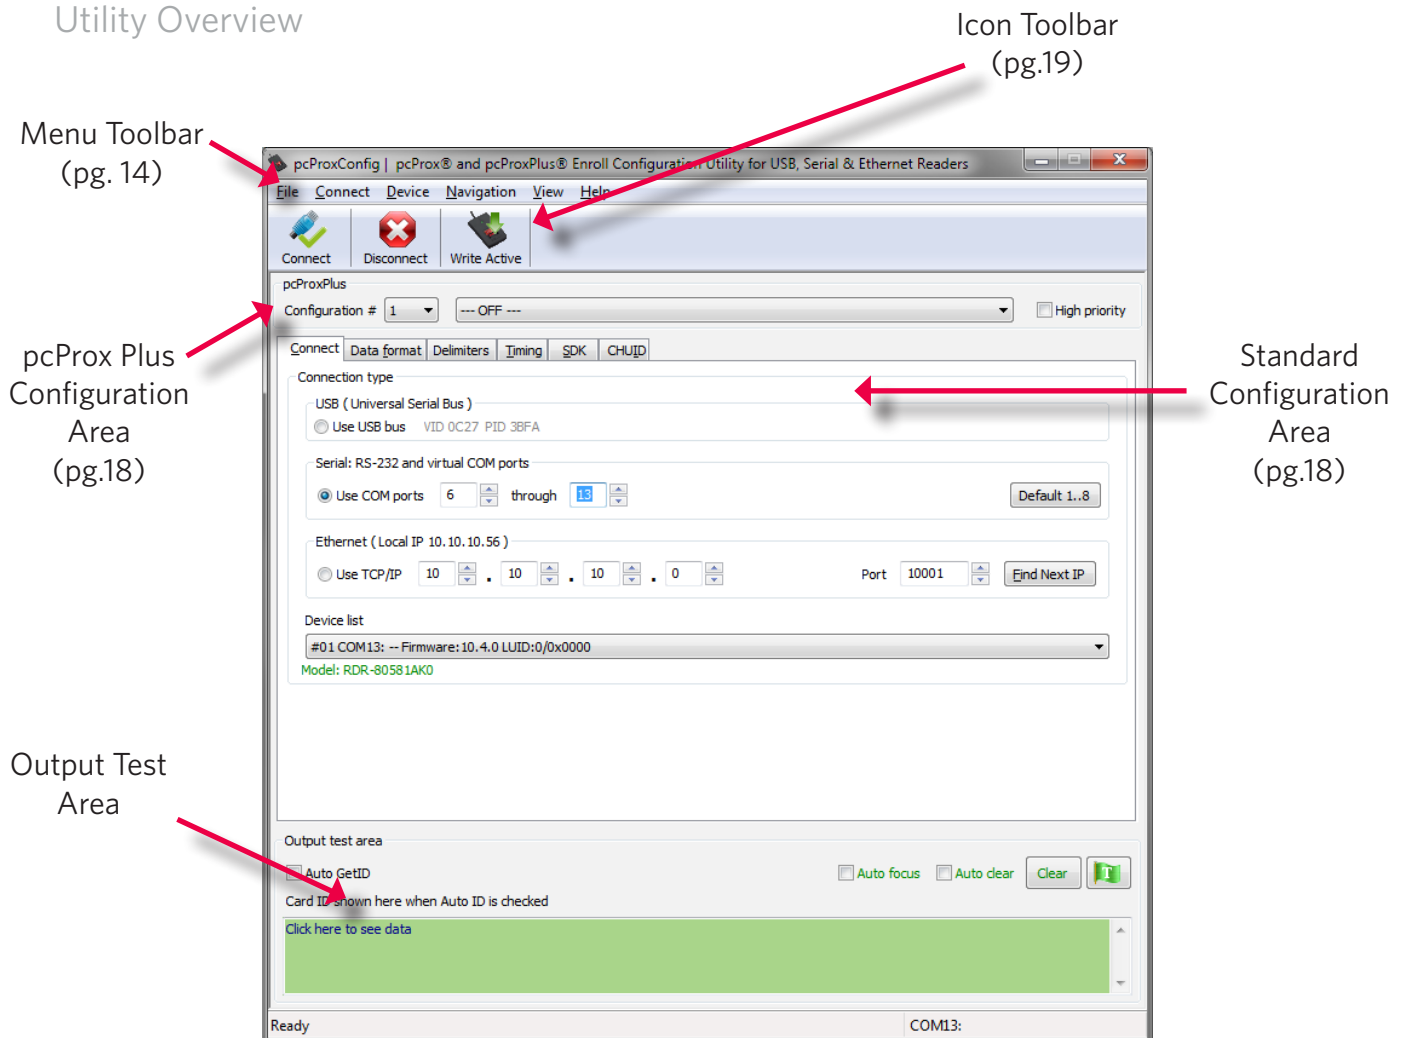 Utility Overview
Icon Toolbar
(pg.19)
Menu Toolbar
(pg. 14)
pcProxConfig | pcProx® and pcProxPlus® Enroll Configuration Utility for USB, Serial & Ethernet Readers
File Connect Device Navigation View Help
Connect Disconnect Write Active
pcProxPlus
Configuration # 1 --- OFF --- High priority
pcProx Plus
Configuration
Area
(pg.18)
Connect Data format Delimiters Timing SDK CHUID
Connection type
USB ( Universal Serial Bus )
Use USB bus VID 0C27 PID 3BFA
Standard
Configuration
Area
(pg.18)
Serial: RS-232 and virtual COM ports
Use COM ports 6 through 13 Default 1..8
Ethernet ( Local IP 10.10.10.56 )
Use TCP/IP 10 . 10 . 10 . 0 Port 10001 Find Next IP
Device list
#01 COM13: -- Firmware:10.4.0 LUID:0/0x0000
Model: RDR-80581AK0
Output Test
Area
Output test area
Auto GetID Auto focus Auto clear Clear
Card ID shown here when Auto ID is checked
Click here to see data
Ready COM13: